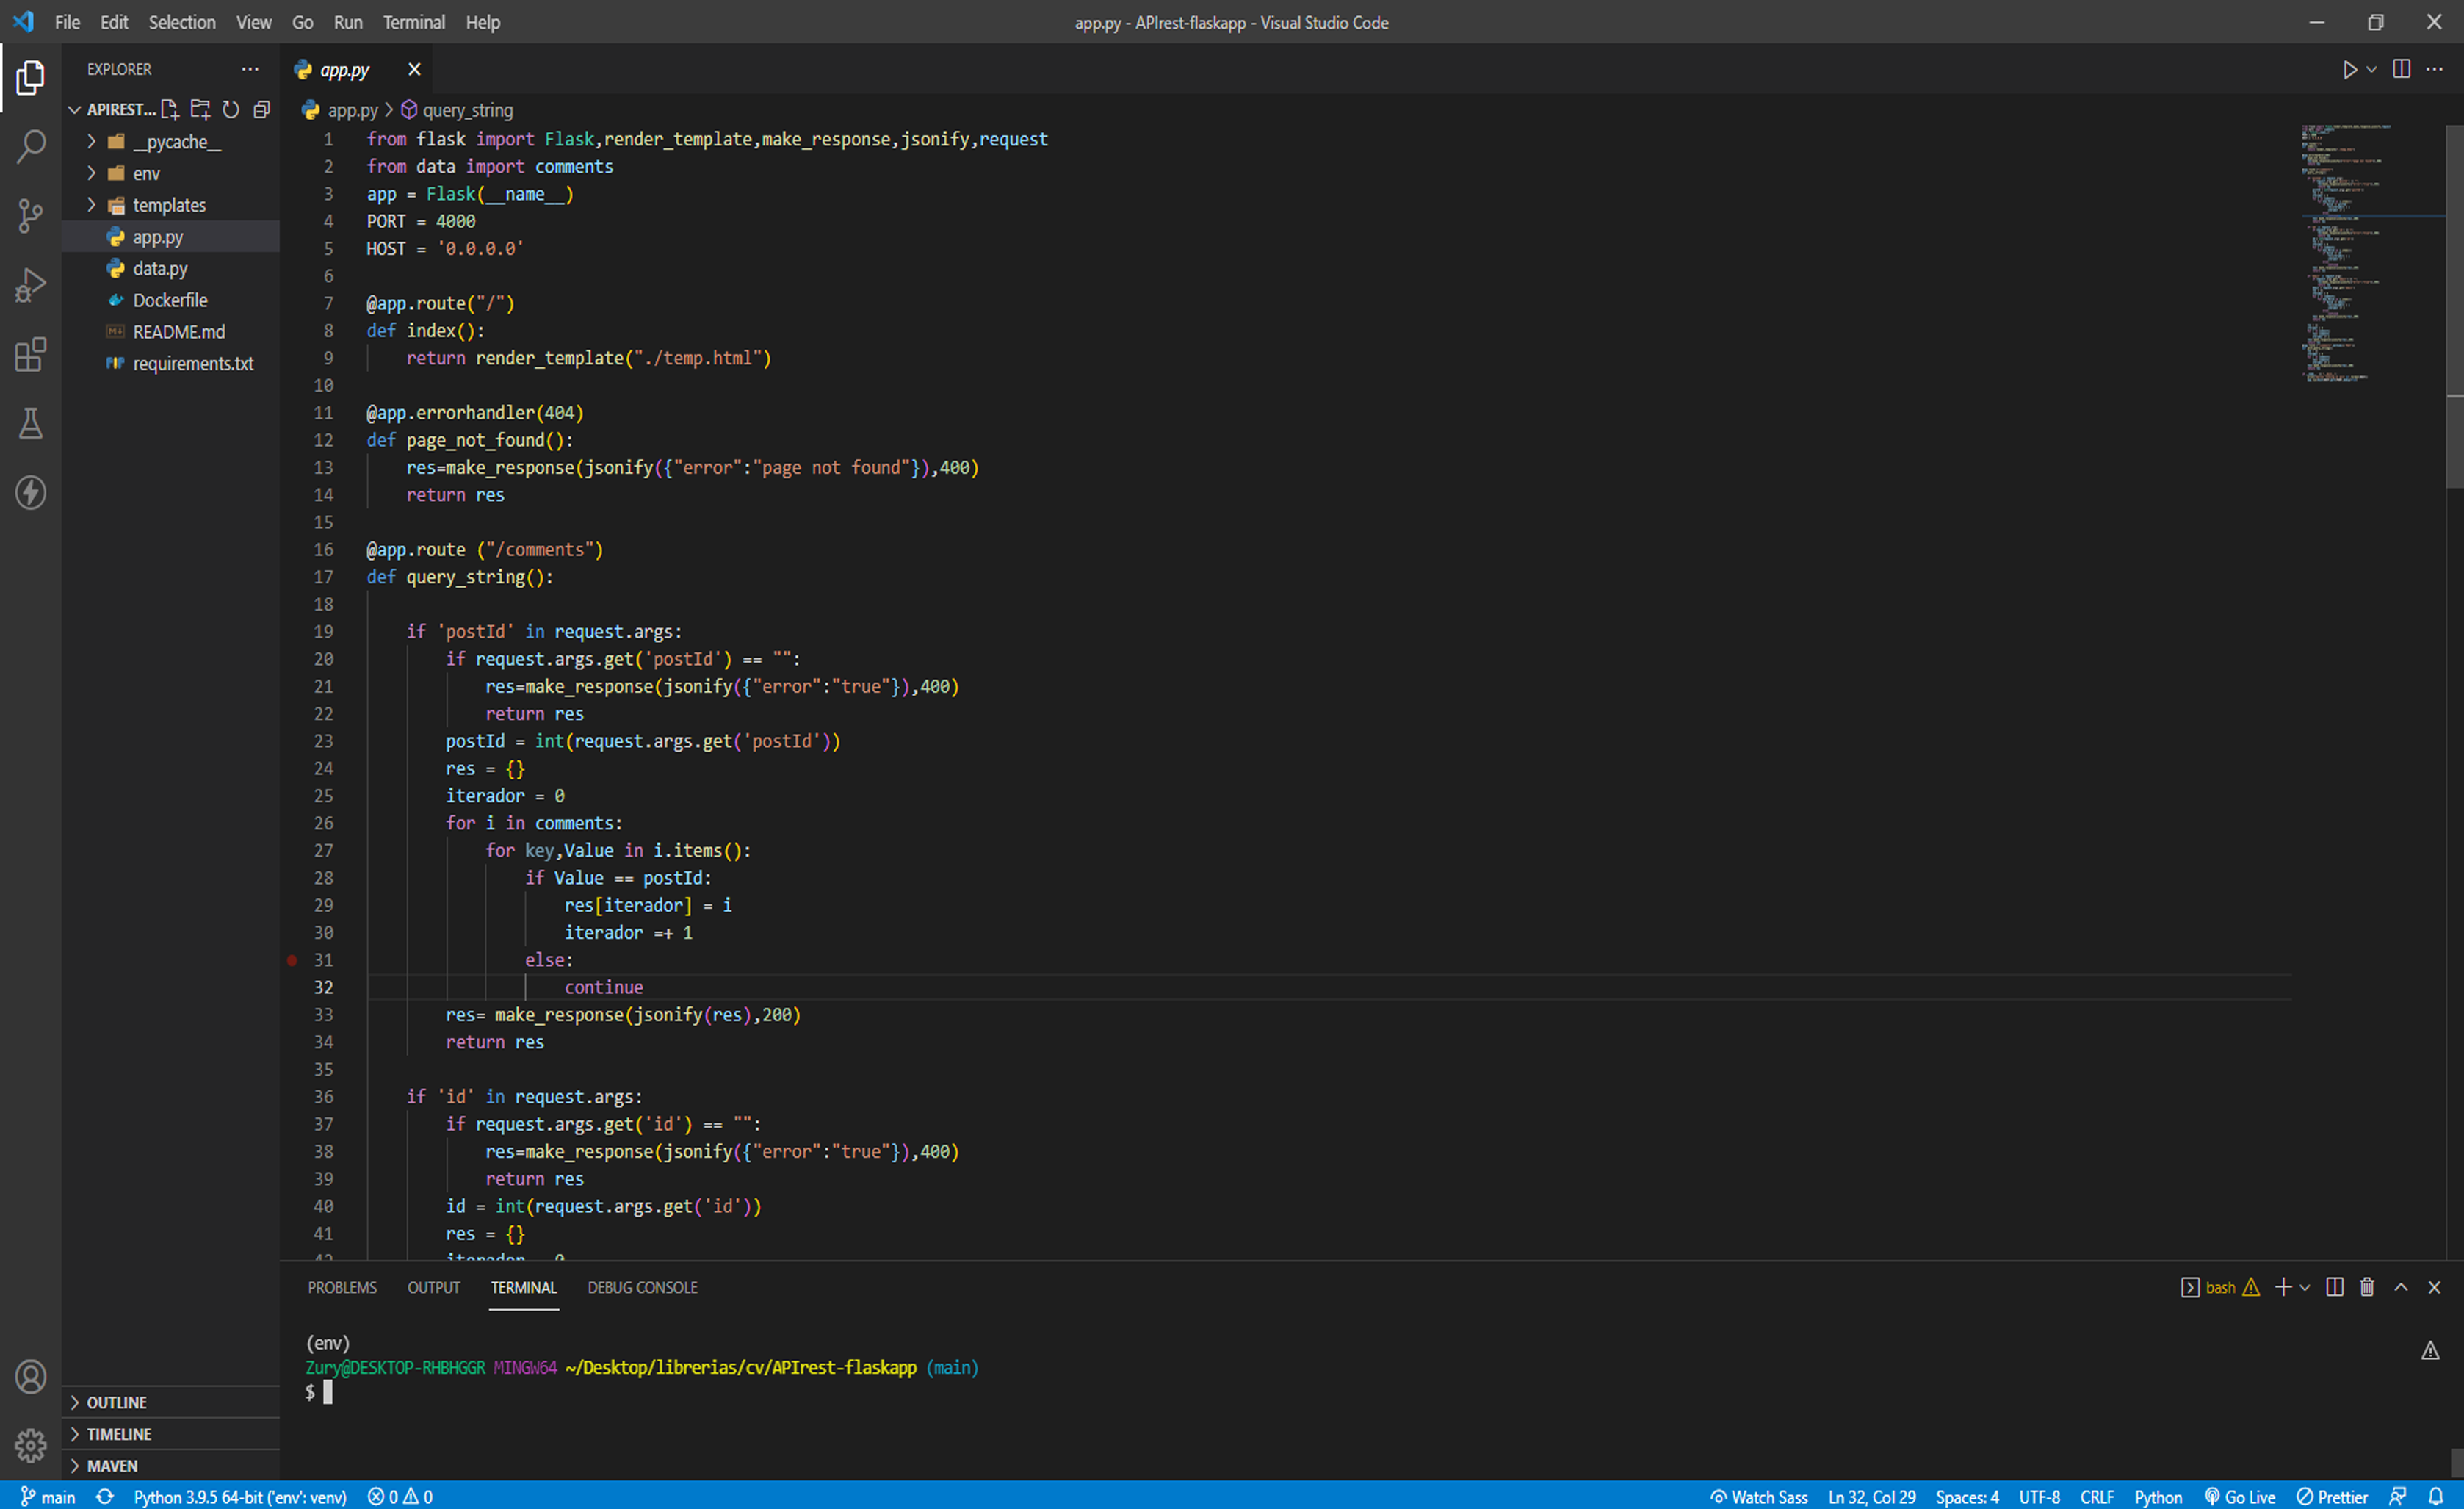 File Edit Selection View Go Run Terminal Help
app.py - APIrest-flaskapp - Visual Studio Code
EXPLORER
APIREST...
__pycache__
env
templates
app.py
data.py
Dockerfile
README.md
requirements.txt
OUTLINE
TIMELINE
MAVEN
app.py
app.py > query_string
1 from flask import Flask,render_template,make_response,jsonify,request
2 from data import comments
3 app = Flask(__name__)
4 PORT = 4000
5 HOST = '0.0.0.0'
6
7 @app.route("/")
8 def index():
9     return render_template("./temp.html")
10
11 @app.errorhandler(404)
12 def page_not_found():
13     res=make_response(jsonify({"error":"page not found"}),400)
14     return res
15
16 @app.route ("/comments")
17 def query_string():
18
19     if 'postId' in request.args:
20         if request.args.get('postId') == "":
21             res=make_response(jsonify({"error":"true"}),400)
22             return res
23         postId = int(request.args.get('postId'))
24         res = {}
25         iterador = 0
26         for i in comments:
27             for key,Value in i.items():
28                 if Value == postId:
29                     res[iterador] = i
30                     iterador =+ 1
31                 else:
32                     continue
33         res= make_response(jsonify(res),200)
34         return res
35
36     if 'id' in request.args:
37         if request.args.get('id') == "":
38             res=make_response(jsonify({"error":"true"}),400)
39             return res
40         id = int(request.args.get('id'))
41         res = {}
42         iterador = 0
PROBLEMS OUTPUT TERMINAL DEBUG CONSOLE
bash
(env)
Zury@DESKTOP-RHBHGGR MINGW64 ~/Desktop/librerias/cv/APIrest-flaskapp (main)
$
main Python 3.9.5 64-bit ('env': venv) 0 0 Watch Sass Ln 32, Col 29 Spaces: 4 UTF-8 CRLF Python Go Live Prettier